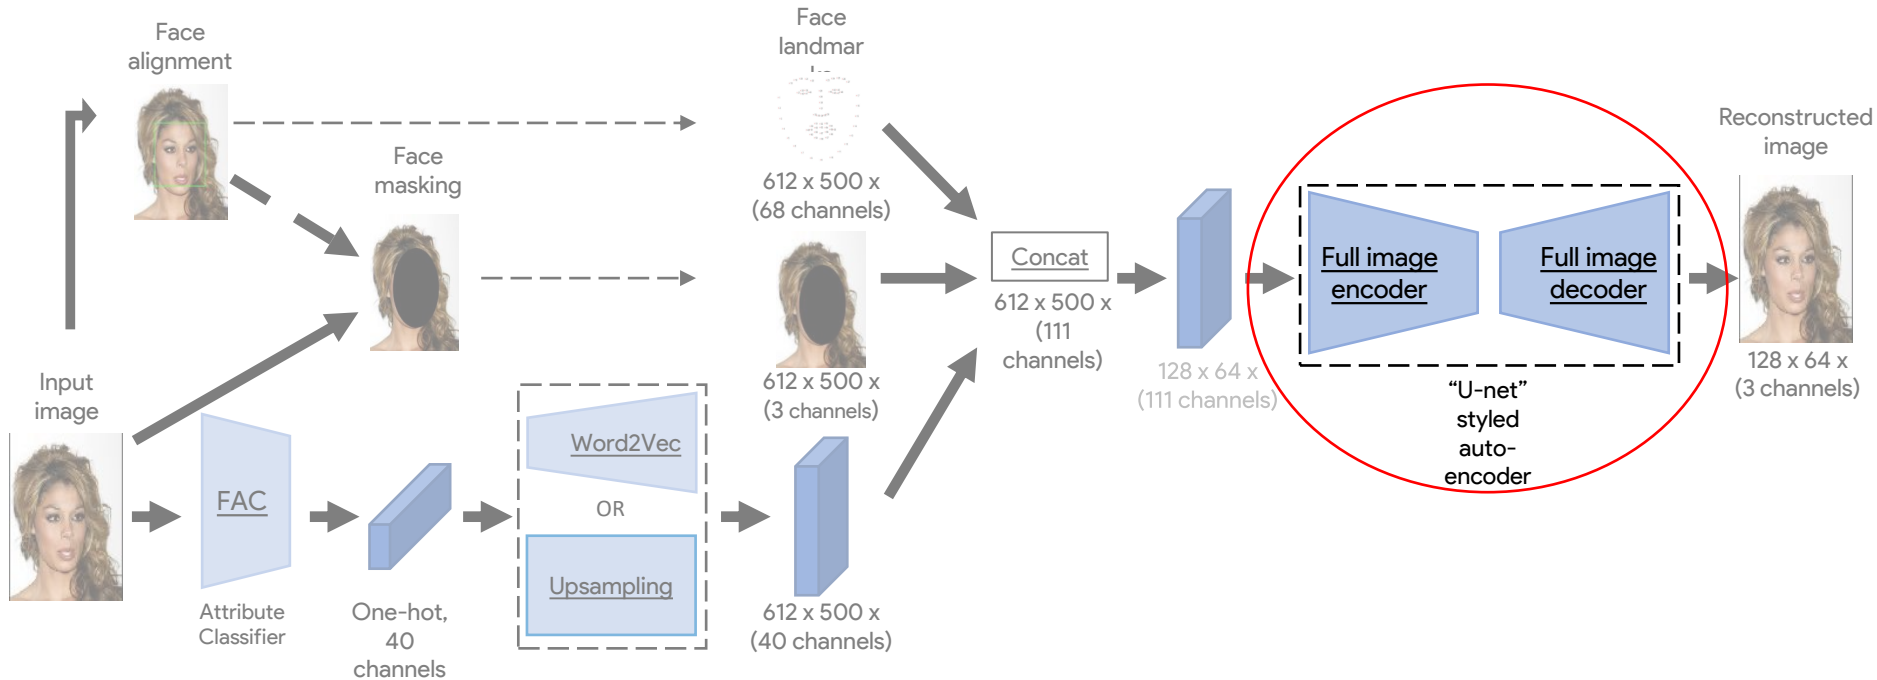 Face
alignment
Face
masking
Input
image
FAC
Attribute
Classifier
One-hot,
40
channels
Word2Vec
OR
Upsampling
Face
landmar
612 x 500 x
(68 channels)
612 x 500 x
(3 channels)
612 x 500 x
(40 channels)
Concat
612 x 500 x
(111
channels)
128 x 64 x
(111 channels)
Full image
encoder
Full image
decoder
“U-net”
styled
auto-
encoder
Reconstructed
image
128 x 64 x
(3 channels)